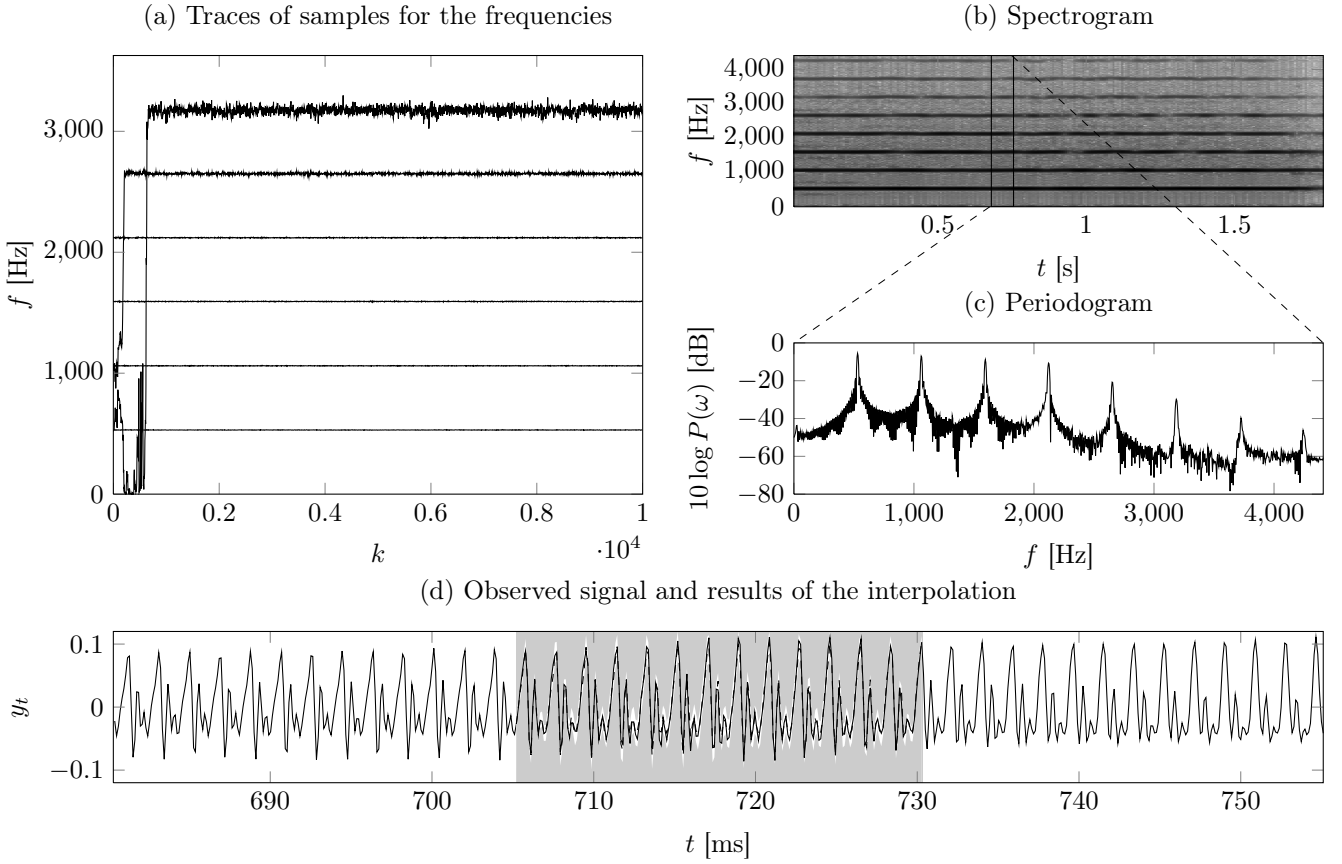 (a) Traces of samples for the frequencies
3,000
2,000
1,000
0
f [Hz]
0 0.2 0.4 0.6 0.8 1
k
·10⁴
(b) Spectrogram
4,000
3,000
2,000
1,000
0
f [Hz]
0.5 1 1.5
t [s]
(c) Periodogram
0
−20
−40
−60
−80
10 log P(ω) [dB]
0 1,000 2,000 3,000 4,000
f [Hz]
(d) Observed signal and results of the interpolation
0.1
0
−0.1
yₜ
690 700 710 720 730 740 750
t [ms]